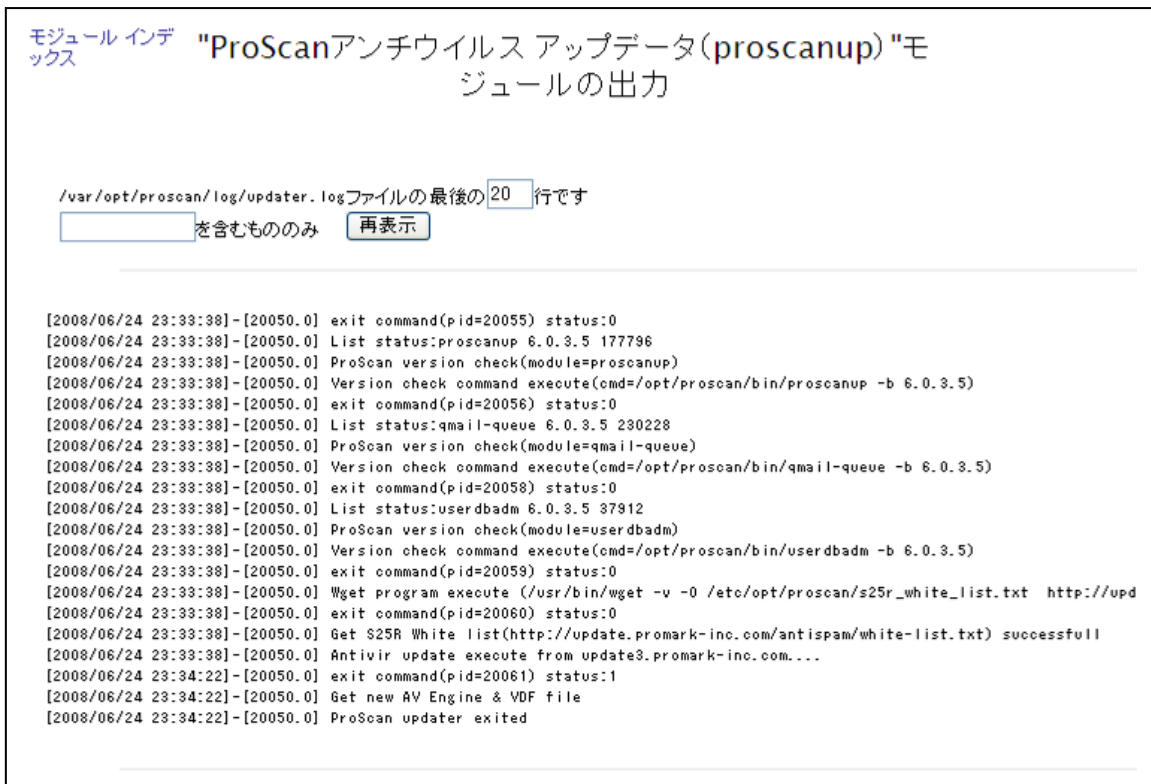 モジュール インデ
ックス
"ProScanアンチウイルス アップデータ(proscanup) "モ
ジュールの出力
/var/opt/proscan/log/updater.logファイルの最後の 20 行です
を含むもののみ 再表示
[2008/06/24 23:33:38]-[20050.0] exit command(pid=20055) status:0
[2008/06/24 23:33:38]-[20050.0] List status:proscanup 6.0.3.5 177796
[2008/06/24 23:33:38]-[20050.0] ProScan version check(module=proscanup)
[2008/06/24 23:33:38]-[20050.0] Version check command execute(cmd=/opt/proscan/bin/proscanup -b 6.0.3.5)
[2008/06/24 23:33:38]-[20050.0] exit command(pid=20056) status:0
[2008/06/24 23:33:38]-[20050.0] List status:qmail-queue 6.0.3.5 230228
[2008/06/24 23:33:38]-[20050.0] ProScan version check(module=qmail-queue)
[2008/06/24 23:33:38]-[20050.0] Version check command execute(cmd=/opt/proscan/bin/qmail-queue -b 6.0.3.5)
[2008/06/24 23:33:38]-[20050.0] exit command(pid=20058) status:0
[2008/06/24 23:33:38]-[20050.0] List status:userdbadm 6.0.3.5 37912
[2008/06/24 23:33:38]-[20050.0] ProScan version check(module=userdbadm)
[2008/06/24 23:33:38]-[20050.0] Version check command execute(cmd=/opt/proscan/bin/userdbadm -b 6.0.3.5)
[2008/06/24 23:33:38]-[20050.0] exit command(pid=20059) status:0
[2008/06/24 23:33:38]-[20050.0] Wget program execute (/usr/bin/wget -v -O /etc/opt/proscan/s25r_white_list.txt  http://upd
[2008/06/24 23:33:38]-[20050.0] exit command(pid=20060) status:0
[2008/06/24 23:33:38]-[20050.0] Get S25R White list(http://update.promark-inc.com/antispam/white-list.txt) successfull
[2008/06/24 23:33:38]-[20050.0] Antivir update execute from update3.promark-inc.com....
[2008/06/24 23:34:22]-[20050.0] exit command(pid=20061) status:1
[2008/06/24 23:34:22]-[20050.0] Get new AV Engine & VDF file
[2008/06/24 23:34:22]-[20050.0] ProScan updater exited